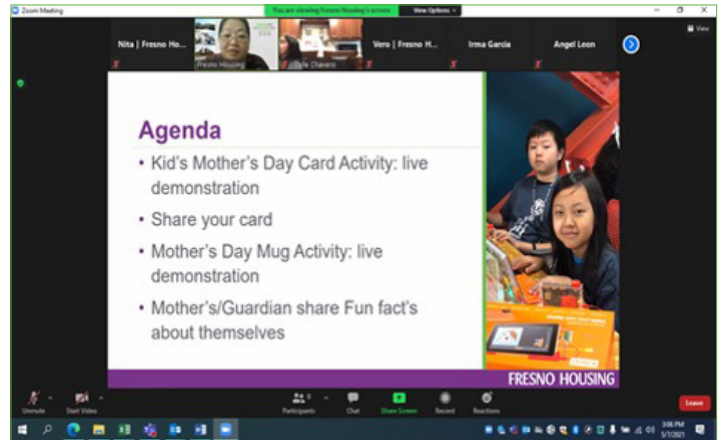 Zoom Meeting
You are viewing Fresno Housing's screen
View Options
View
Nita | Fresno Ho...
Fresno Housing
Vero | Fresno H...
Irma Garcia
Angel Leon
Agenda
• Kid's Mother's Day Card Activity: live
demonstration
• Share your card
• Mother's Day Mug Activity: live
demonstration
• Mother's/Guardian share Fun fact's
about themselves
FRESNO HOUSING
Unmute
Start Video
Participants
Chat
Share Screen
Record
Reactions
Leave
3:06 PM
5/7/2021